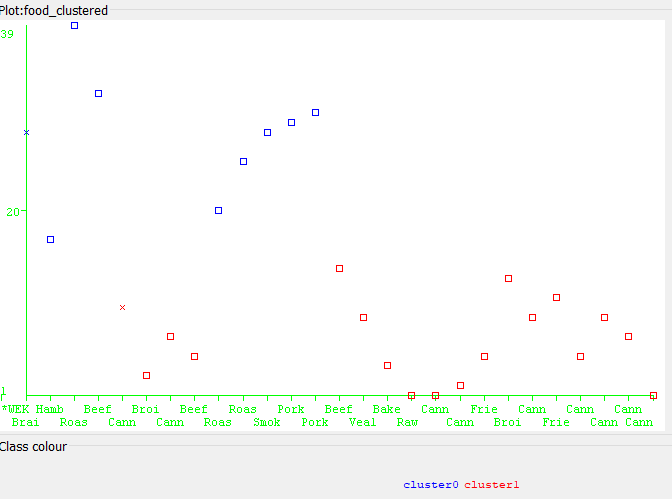 Plot:food_clustered
39
20
1
*WEK Hamb Beef Broi Beef Roas Pork Beef Bake Cann Frie Cann Cann Cann
Brai Roas Cann Cann Roas Smok Pork Veal Raw Cann Broi Frie Cann Cann
Class colour
cluster0 cluster1